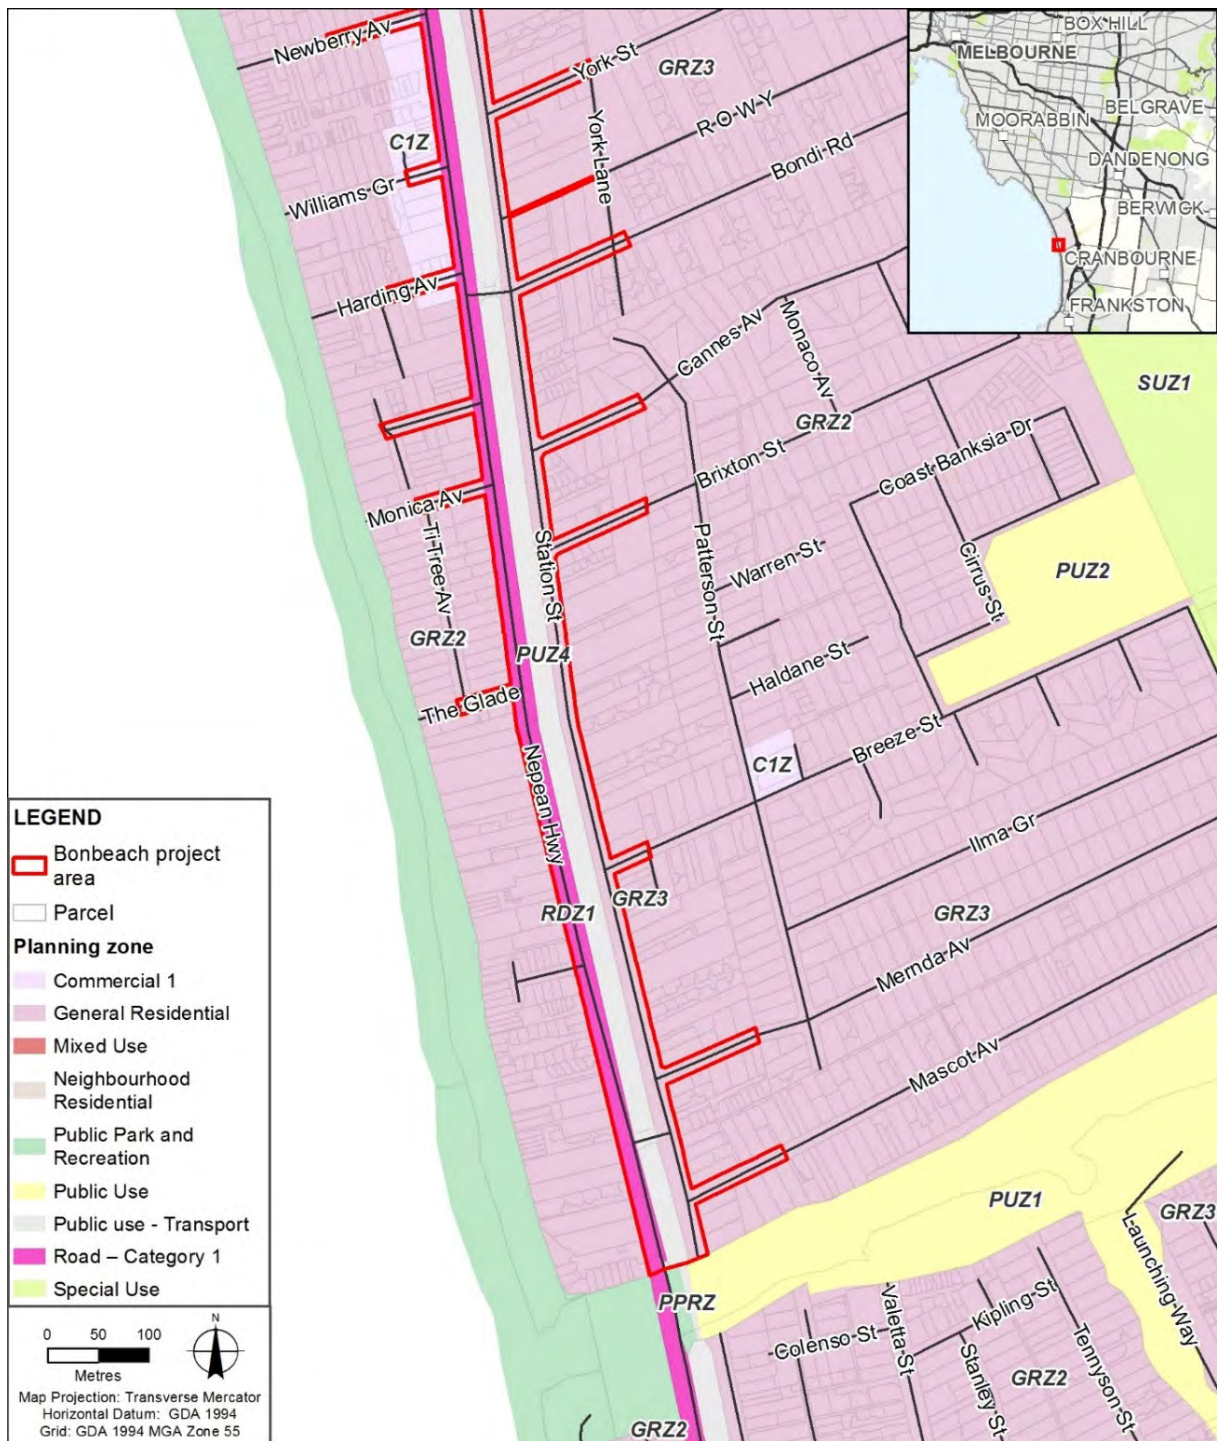 Newberry Av
York St
GRZ3
York Lane
R O W Y
Bondi Rd
C1Z
Williams Gr
Harding Av
Cannes Av
Monaco Av
GRZ2
Brixton St
Coast Banksia Dr
SUZ1
Monica Av
Ti Tree Av
Station St
Patterson St
Warren St
Cirrus St
PUZ2
GRZ2
PUZ4
Haldane St
The Glade
Nepean Hwy
C1Z
Breeze St
Ilma Gr
GRZ3
RDZ1
GRZ3
Mernda Av
Mascot Av
PUZ1
GRZ3
Launching Way
PPRZ
Colenso St
Valetta St
Kipling St
Stanley St
Tennyson St
GRZ2
GRZ2
BOX HILL
MELBOURNE
BELGRAVE
MOORABBIN
DANDENONG
BERWICK
CRANBOURNE
FRANKSTON
LEGEND
Bonbeach project
area
Parcel
Planning zone
Commercial 1
General Residential
Mixed Use
Neighbourhood
Residential
Public Park and
Recreation
Public Use
Public use - Transport
Road – Category 1
Special Use
0 50 100
Metres
N
Map Projection: Transverse Mercator
Horizontal Datum: GDA 1994
Grid: GDA 1994 MGA Zone 55